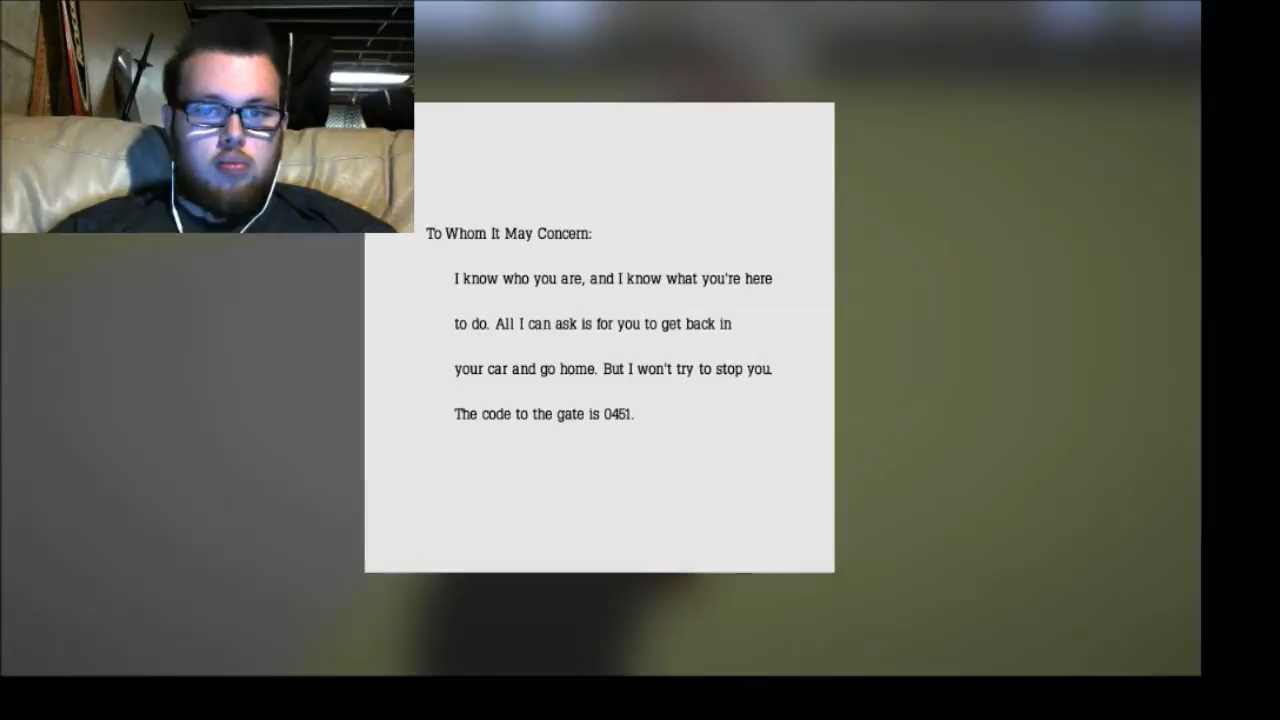 To Whom It May Concern:
I know who you are, and I know what you're here
to do. All I can ask is for you to get back in
your car and go home. But I won't try to stop you.
The code to the gate is 0451.